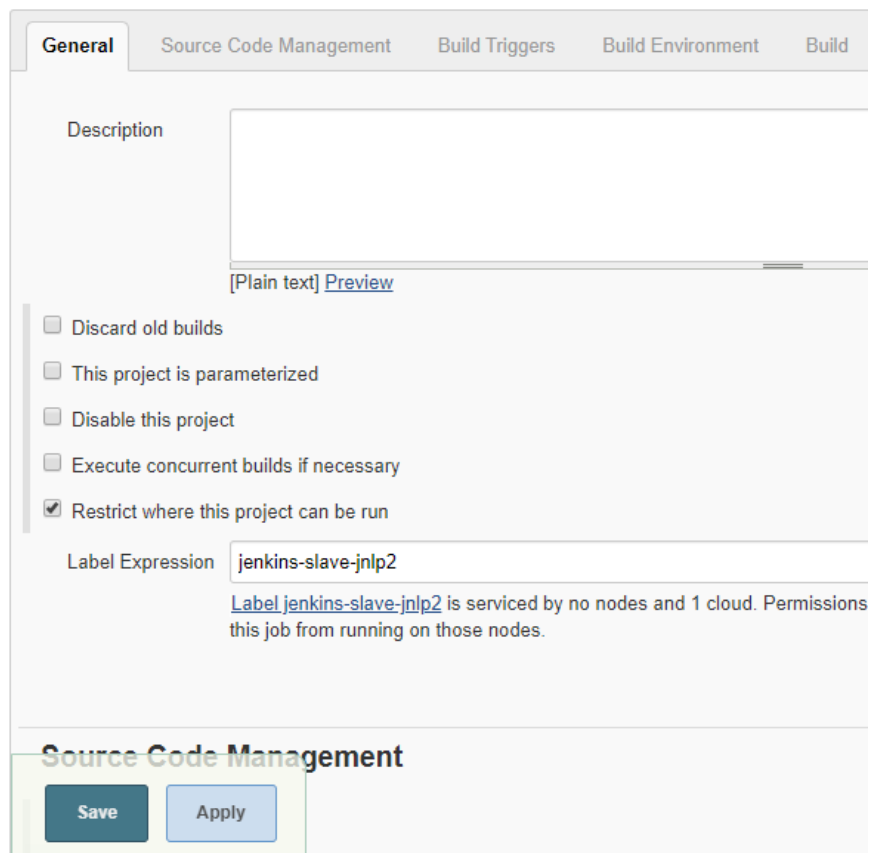 General Source Code Management Build Triggers Build Environment Build
Description
[Plain text] Preview
Discard old builds
This project is parameterized
Disable this project
Execute concurrent builds if necessary
Restrict where this project can be run
Label Expression jenkins-slave-jnlp2
Label jenkins-slave-jnlp2 is serviced by no nodes and 1 cloud. Permissions
this job from running on those nodes.
Source Code Management
Save Apply